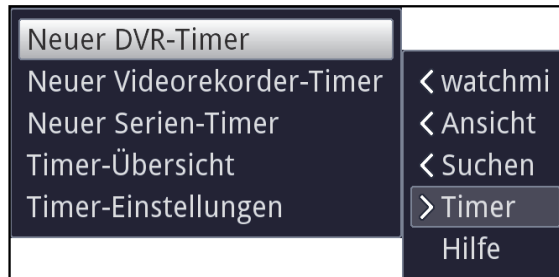 Neuer DVR-Timer
Neuer Videorekorder-Timer
Neuer Serien-Timer
Timer-Übersicht
Timer-Einstellungen
watchmi
Ansicht
Suchen
Timer
Hilfe